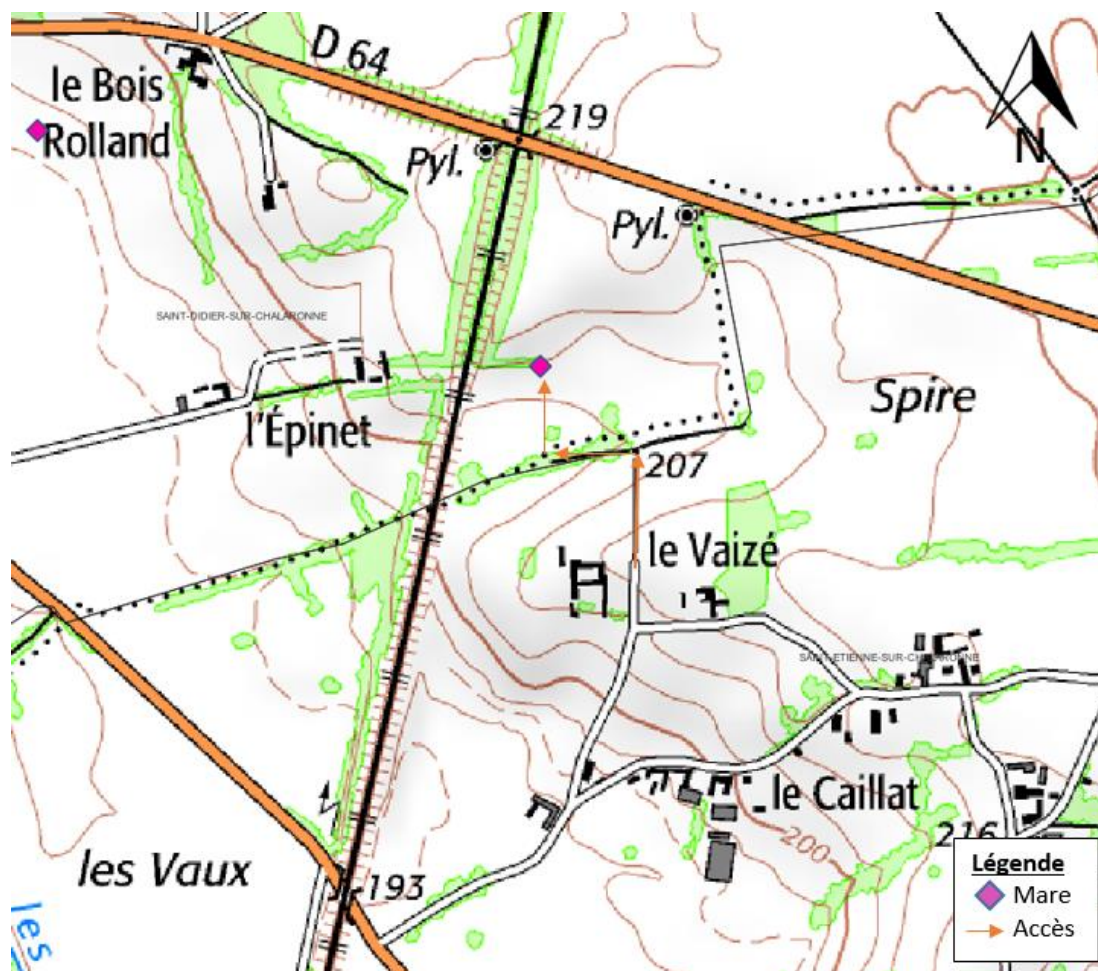 D 64
219
le Bois
Rolland
Pyl.
N
Pyl.
SAINT-DIDIER-SUR-CHALARONNE
Spire
l'Épinet
207
le Vaizé
SAINT-ETIENNE-SUR-CHALARONNE
le Caillat
216
200
les Vaux
193
les
Légende
Mare
Accès